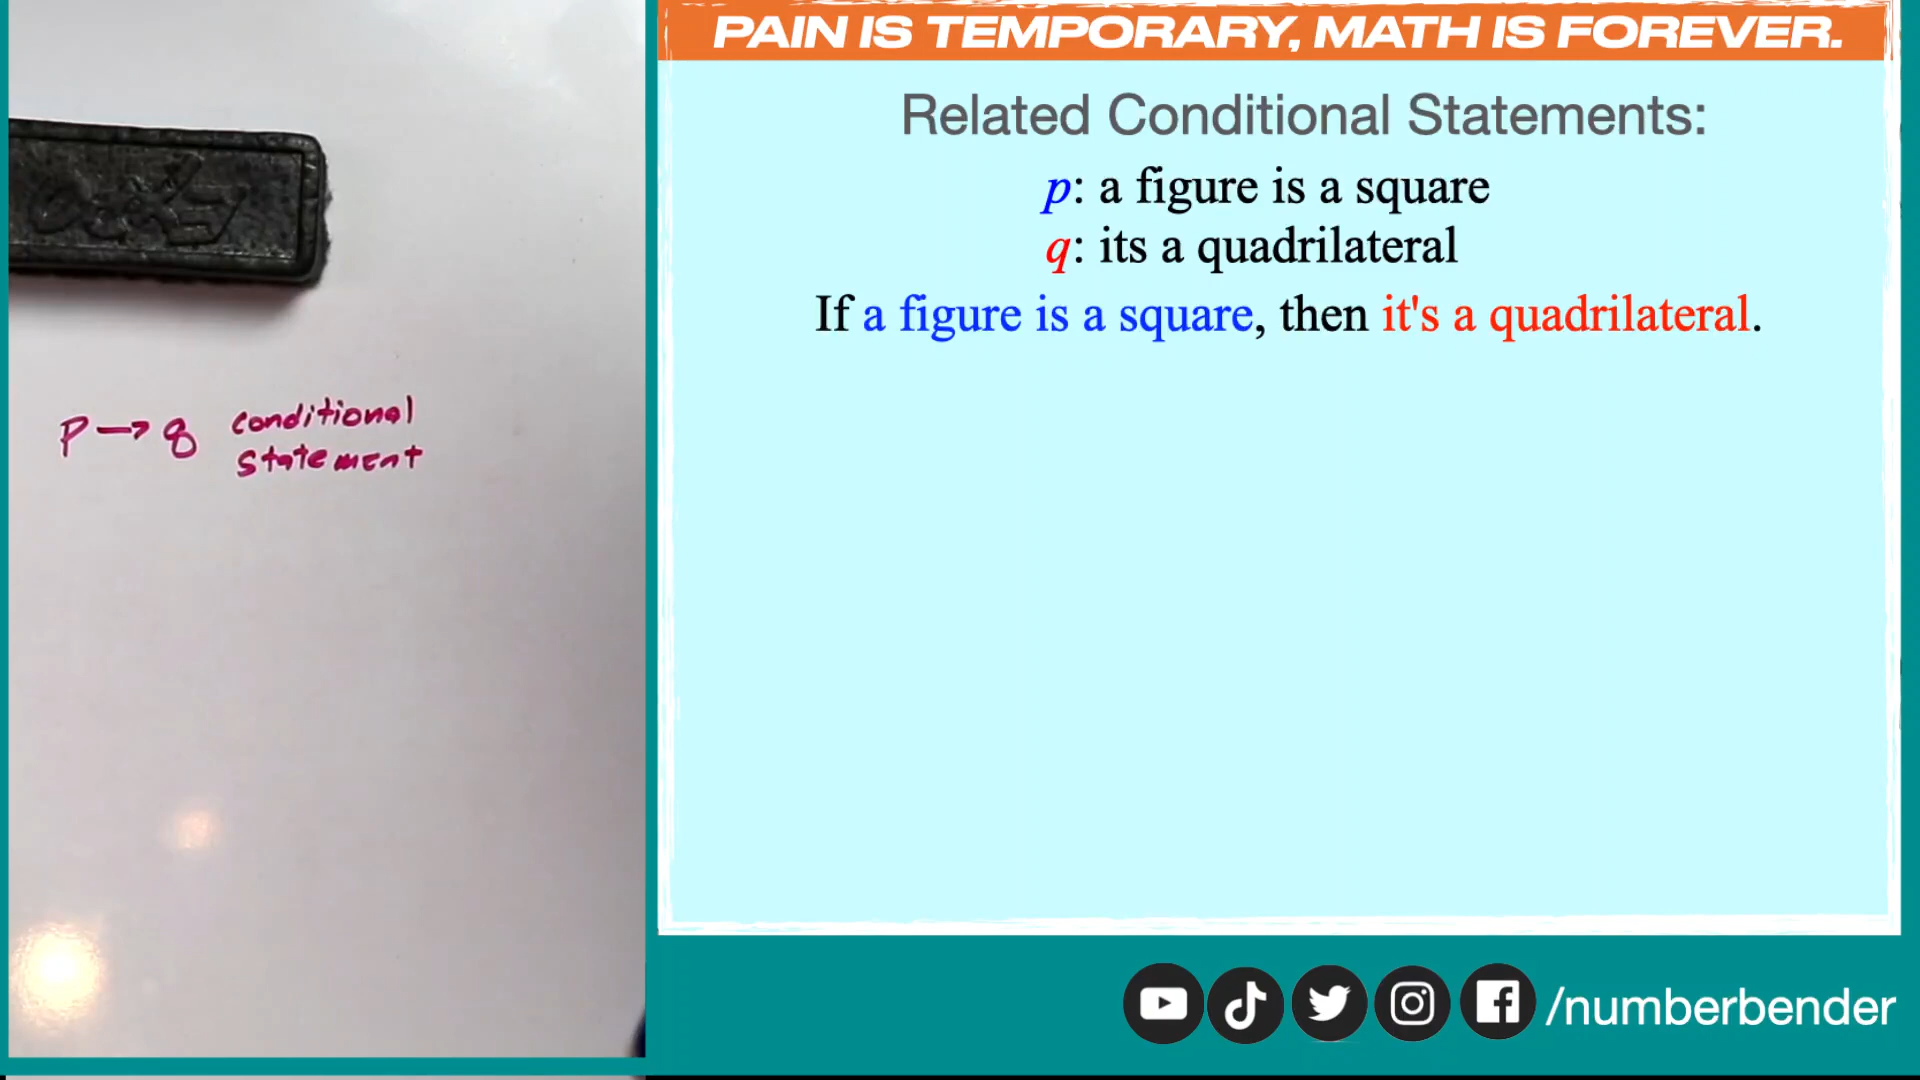 PAIN IS TEMPORARY, MATH IS FOREVER.
Related Conditional Statements:
p: a figure is a square
q: its a quadrilateral
If a figure is a square, then it's a quadrilateral.
p → q conditional
statement
/numberbender